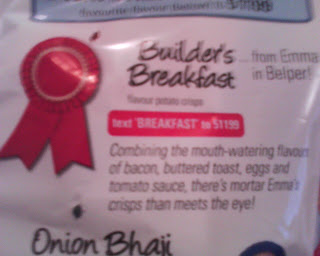 Builder's ... from Emma
Breakfast in Belper!
flavour potato crisps
text 'BREAKFAST' to 51199
Combining the mouth-watering flavours
of bacon, buttered toast, eggs and
tomato sauce, there's mortar Emma's
crisps than meets the eye!
Onion Bhaji